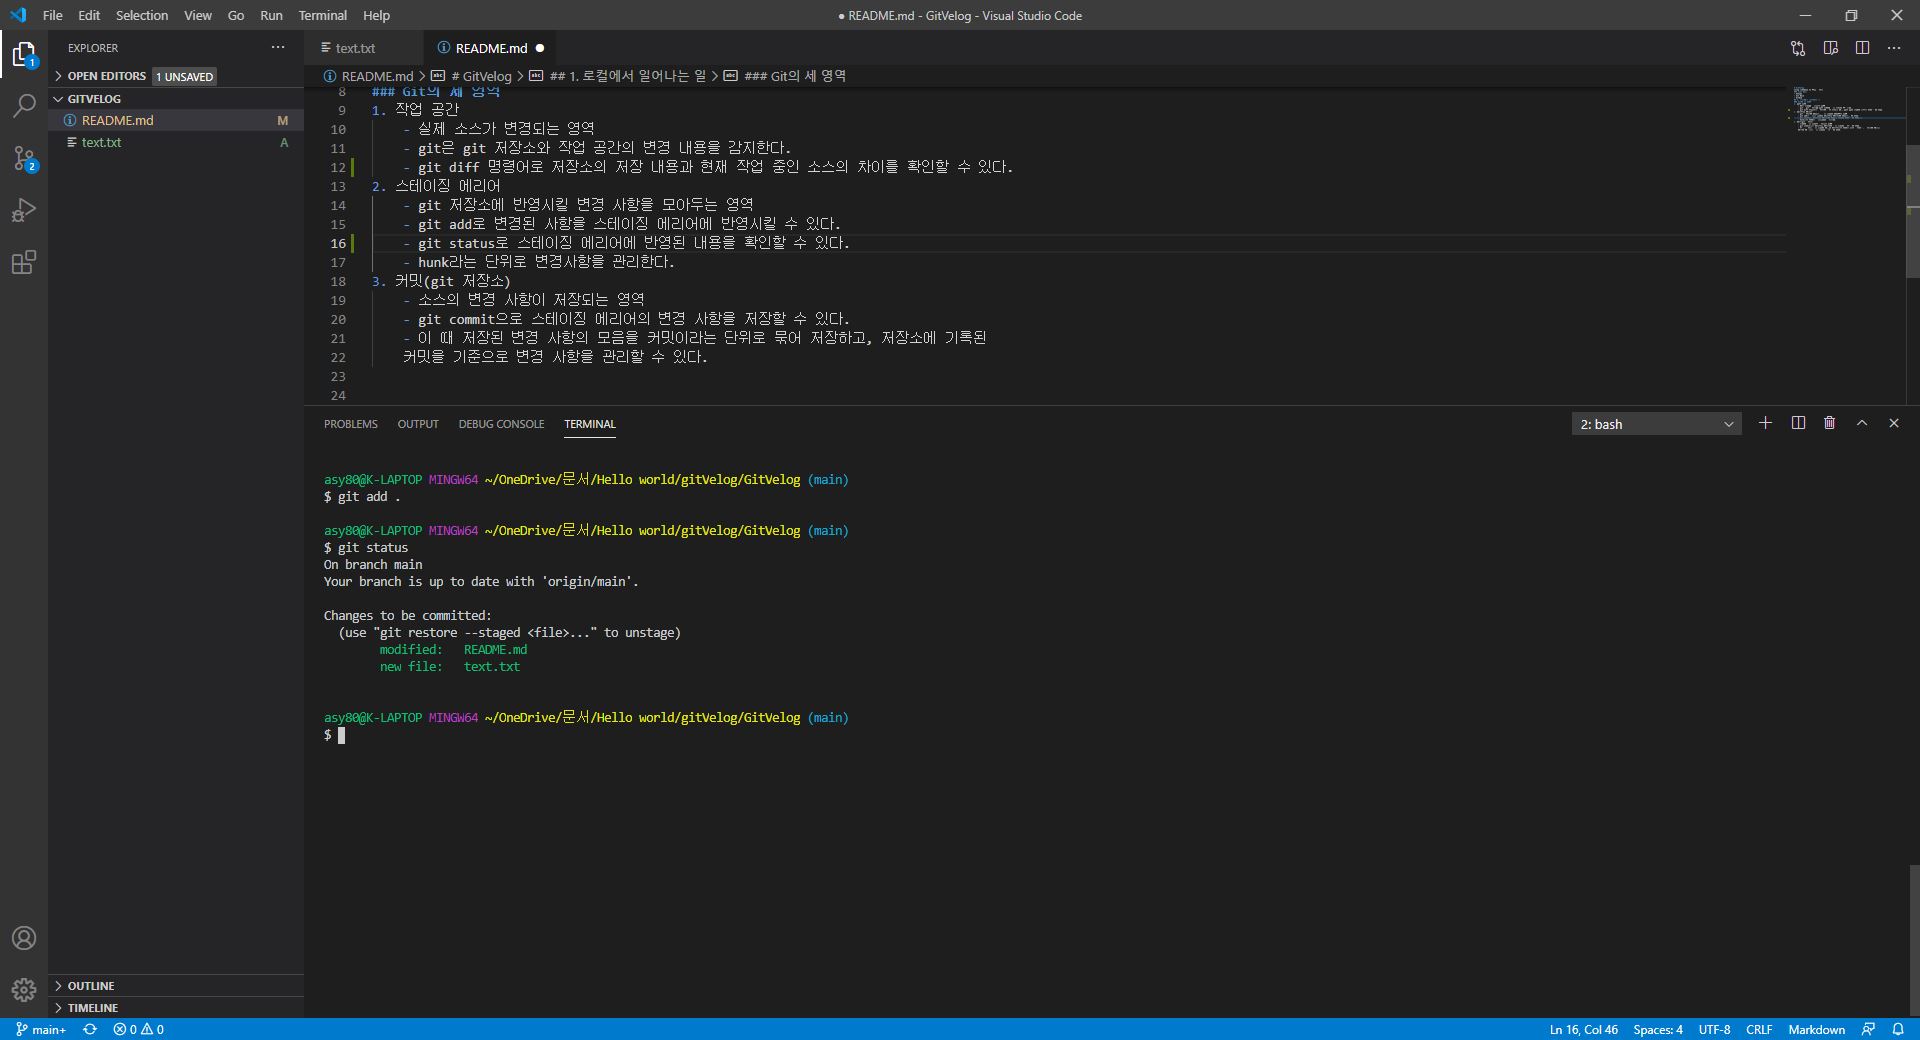 File Edit Selection View Go Run Terminal Help
● README.md - GitVelog - Visual Studio Code
EXPLORER
text.txt
README.md ●
OPEN EDITORS 1 UNSAVED
README.md > # GitVelog > ## 1. 로컬에서 일어나는 일 > ### Git의 세 영역
GITVELOG
README.md M
text.txt A
1
2
8 ### Git의 세 영역
9 1. 작업 공간
10 - 실제 소스가 변경되는 영역
11 - git은 git 저장소와 작업 공간의 변경 내용을 감지한다.
12 - git diff 명령어로 저장소의 저장 내용과 현재 작업 중인 소스의 차이를 확인할 수 있다.
13 2. 스테이징 에리어
14 - git 저장소에 반영시킬 변경 사항을 모아두는 영역
15 - git add로 변경된 사항을 스테이징 에리어에 반영시킬 수 있다.
16 - git status로 스테이징 에리어에 반영된 내용을 확인할 수 있다.
17 - hunk라는 단위로 변경사항을 관리한다.
18 3. 커밋(git 저장소)
19 - 소스의 변경 사항이 저장되는 영역
20 - git commit으로 스테이징 에리어의 변경 사항을 저장할 수 있다.
21 - 이 때 저장된 변경 사항의 모음을 커밋이라는 단위로 묶어 저장하고, 저장소에 기록된
22 커밋을 기준으로 변경 사항을 관리할 수 있다.
23
24
PROBLEMS OUTPUT DEBUG CONSOLE TERMINAL
2: bash
asy80@K-LAPTOP MINGW64 ~/OneDrive/문서/Hello world/gitVelog/GitVelog (main)
$ git add .
asy80@K-LAPTOP MINGW64 ~/OneDrive/문서/Hello world/gitVelog/GitVelog (main)
$ git status
On branch main
Your branch is up to date with 'origin/main'.
Changes to be committed:
(use "git restore --staged <file>..." to unstage)
modified: README.md
new file: text.txt
asy80@K-LAPTOP MINGW64 ~/OneDrive/문서/Hello world/gitVelog/GitVelog (main)
$
OUTLINE
TIMELINE
main+ 0 0
Ln 16, Col 46 Spaces: 4 UTF-8 CRLF Markdown